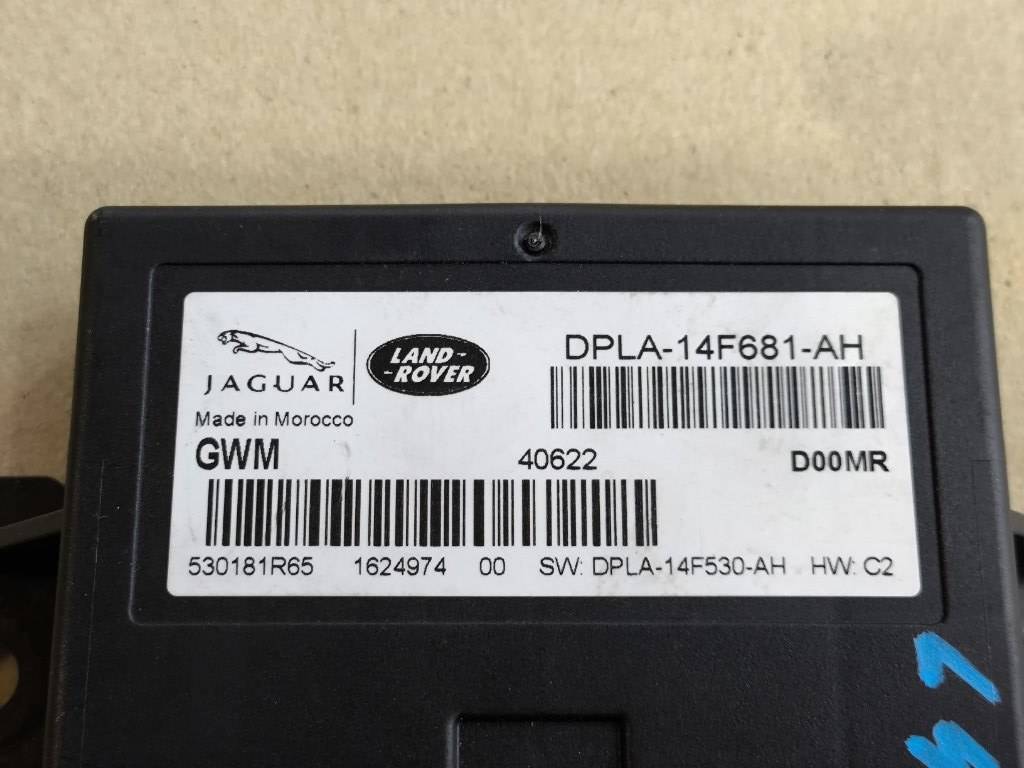 JAGUAR
LAND-
-ROVER
DPLA-14F681-AH
Made in Morocco
GWM 40622 D00MR
530181R65 1624974 00 SW: DPLA-14F530-AH HW: C2